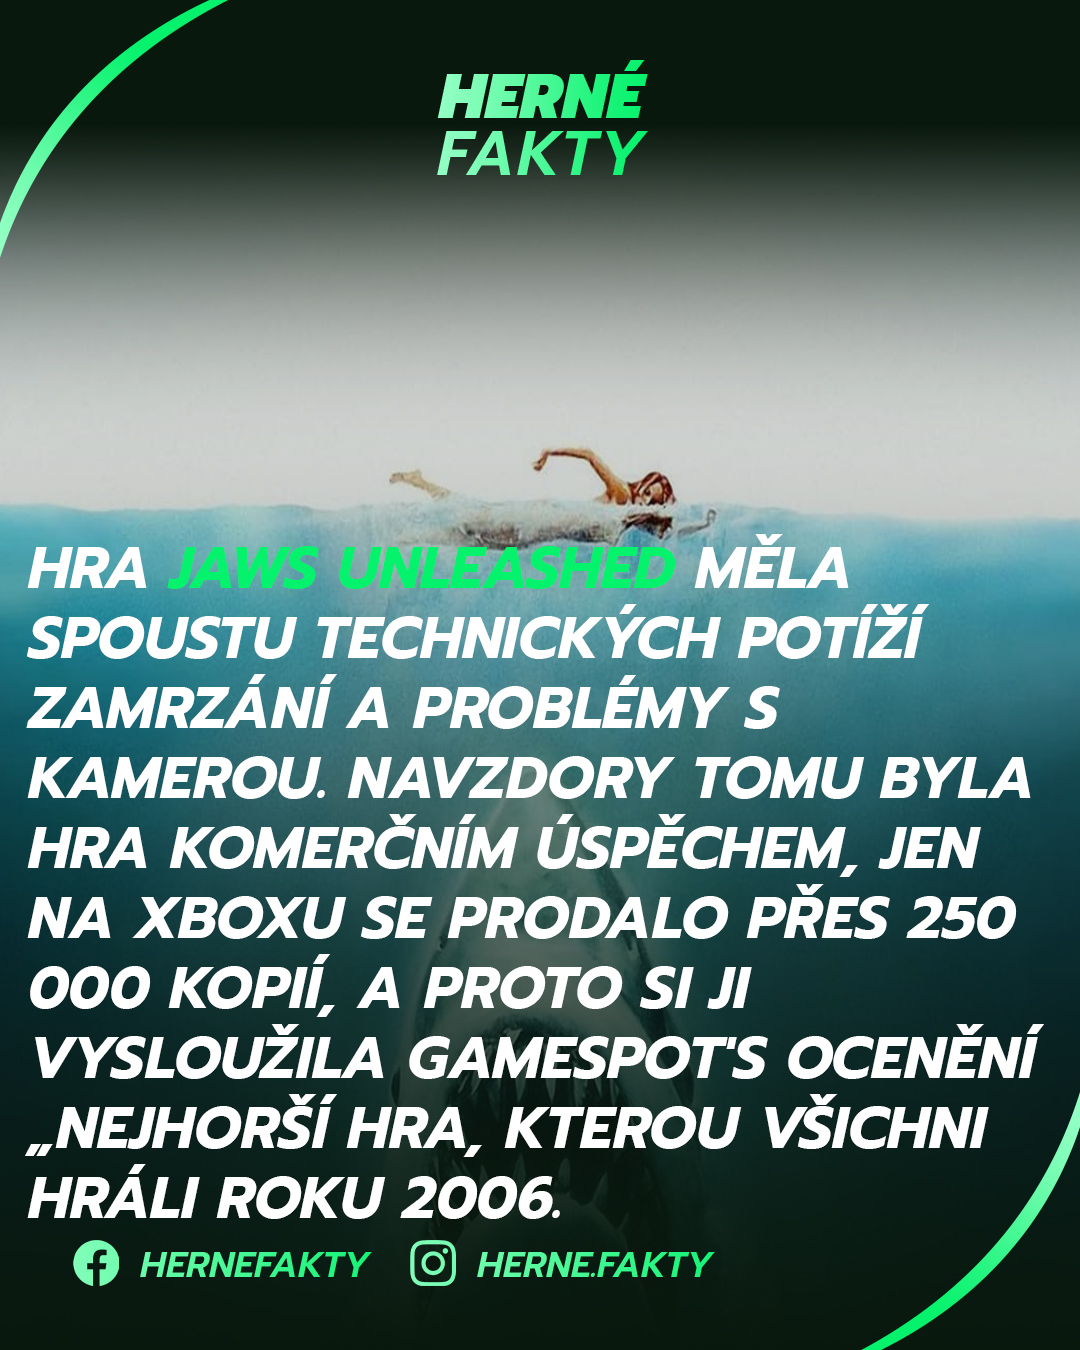 HERNÉ
FAKTY
HRA JAWS UNLEASHED MĚLA
SPOUSTU TECHNICKÝCH POTÍŽÍ
ZAMRZÁNÍ A PROBLÉMY S
KAMEROU. NAVZDORY TOMU BYLA
HRA KOMERČNÍM ÚSPĚCHEM, JEN
NA XBOXU SE PRODALO PŘES 250
000 KOPIÍ, A PROTO SI JI
VYSLOUŽILA GAMESPOT'S OCENĚNÍ
„NEJHORŠÍ HRA, KTEROU VŠICHNI
HRÁLI ROKU 2006.
HERNEFAKTY HERNE.FAKTY